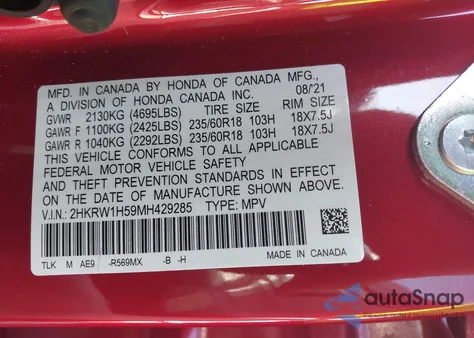 MFD. IN CANADA BY HONDA OF CANADA MFG.,
A DIVISION OF HONDA CANADA INC. 08/'21
GVWR 2130KG (4695LBS) TIRE SIZE RIM SIZE
GAWR F 1100KG (2425LBS) 235/60R18 103H 18X7.5J
GAWR R 1040KG (2292LBS) 235/60R18 103H 18X7.5J
THIS VEHICLE CONFORMS TO ALL APPLICABLE
FEDERAL MOTOR VEHICLE SAFETY
AND THEFT PREVENTION STANDARDS IN EFFECT
ON THE DATE OF MANUFACTURE SHOWN ABOVE.
V.I.N.: 2HKRW1H59MH429285 TYPE: MPV
TLK M AE9 -R569MX -B -H MADE IN CANADA
autoSnap